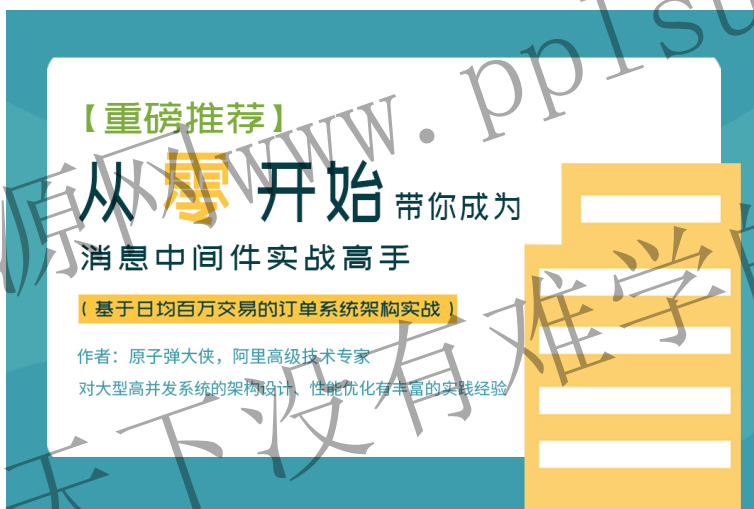 【重磅推荐】
从零开始带你成为
消息中间件实战高手
（基于日均百万交易的订单系统架构实战）
作者：原子弹大侠，阿里高级技术专家
对大型高并发系统的架构设计、性能优化有丰富的实践经验
源网www.pplsu
天下没有难学的